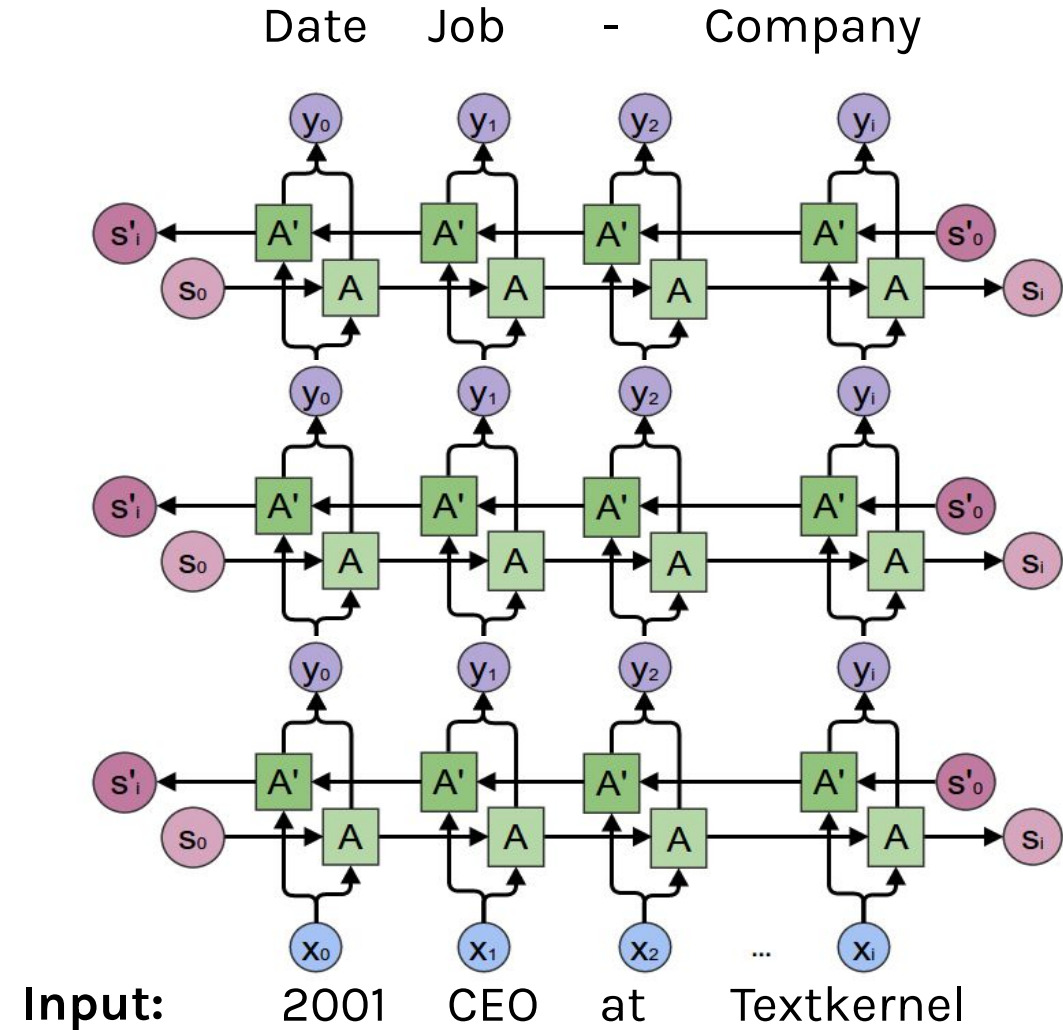 Date Job - Company
y₀ y₁ y₂ yᵢ
s'ᵢ A' A' A' A' s'₀
s₀ A A A A sᵢ
y₀ y₁ y₂ yᵢ
s'ᵢ A' A' A' A' s'₀
s₀ A A A A sᵢ
y₀ y₁ y₂ yᵢ
s'ᵢ A' A' A' A' s'₀
s₀ A A A A sᵢ
x₀ x₁ x₂ ... xᵢ
Input: 2001 CEO at Textkernel